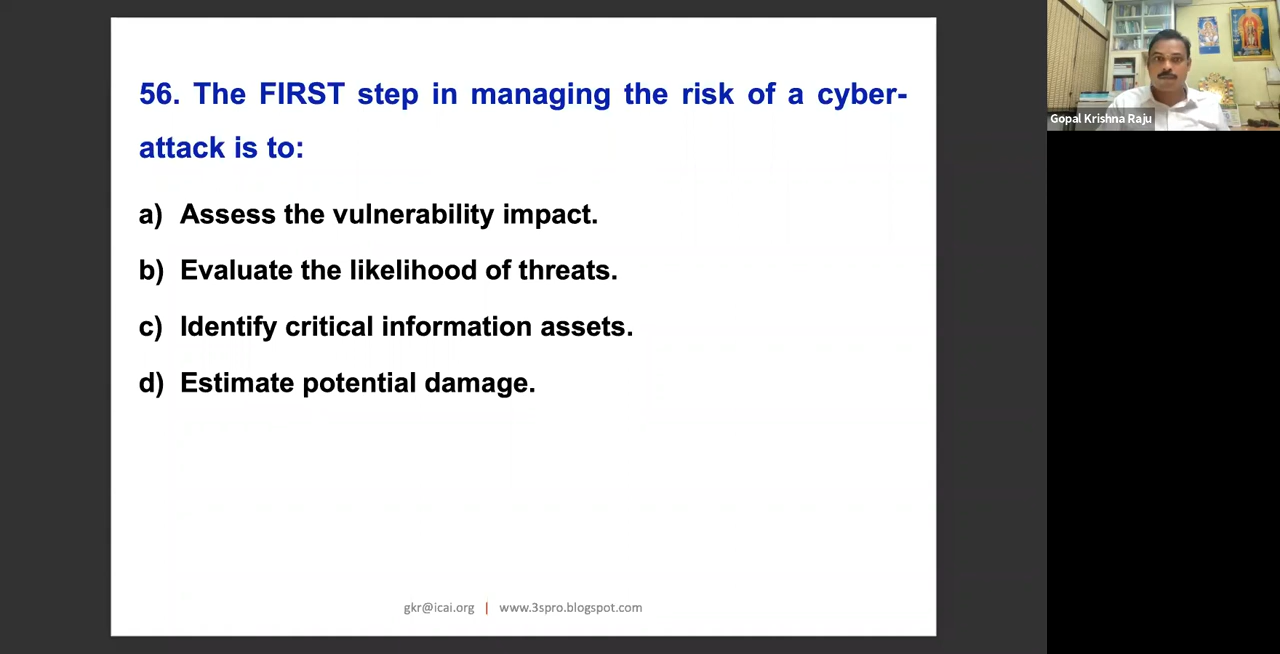 56. The FIRST step in managing the risk of a cyber-
attack is to:
a) Assess the vulnerability impact.
b) Evaluate the likelihood of threats.
c) Identify critical information assets.
d) Estimate potential damage.
gkr@icai.org | www.3spro.blogspot.com
Gopal Krishna Raju